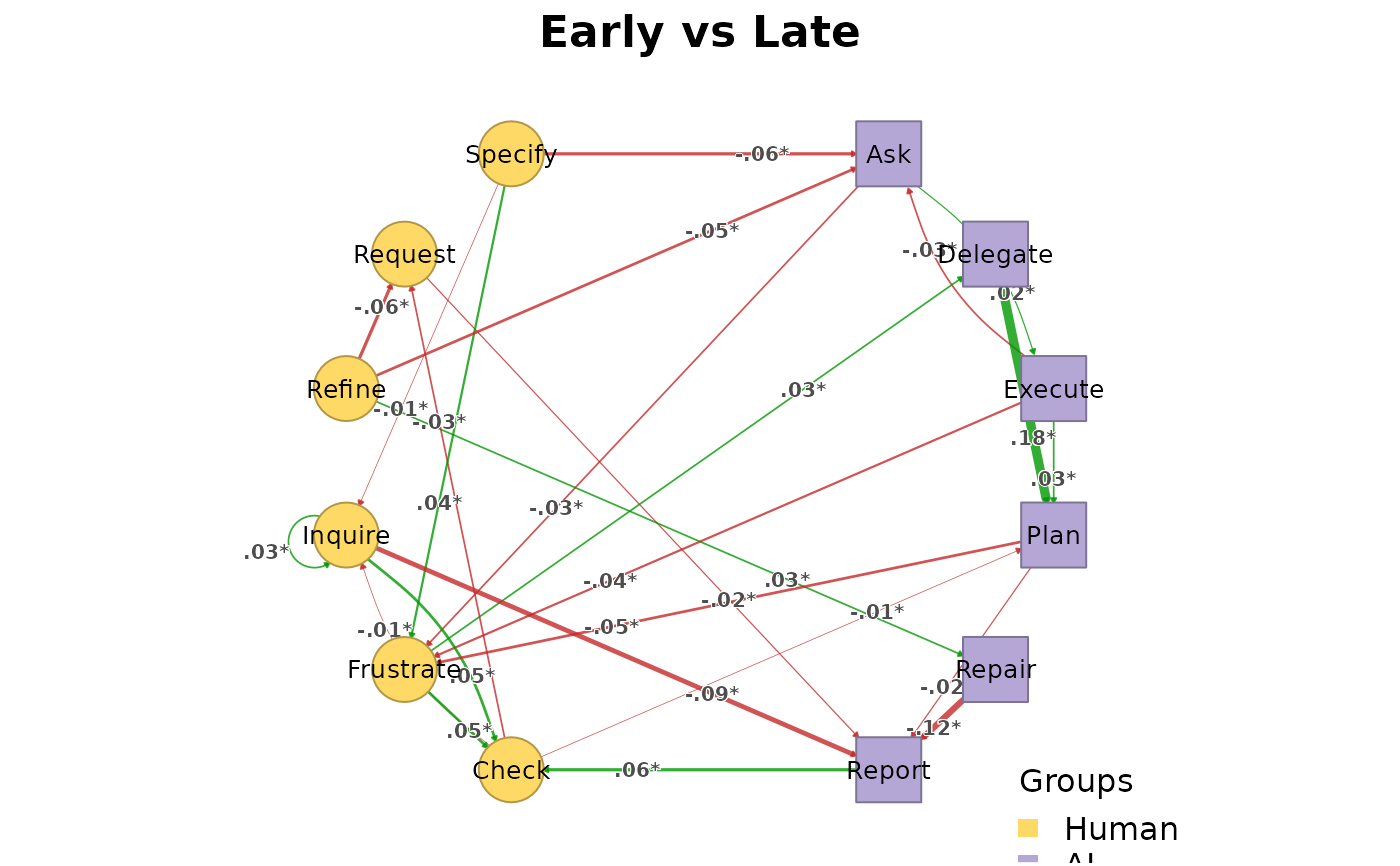 Early vs Late
Specify
-.06*
Ask
-.05*
Request
-.03*
Delegate
.02*
-.06*
Refine
-.01*
-.03*
.03*
Execute
.18*
.03*
.04*
-.03*
Inquire
.03*
Plan
-.04*
.03*
-.02*
-.01*
-.05*
-.01*
Frustrate
.05*
Repair
-.02
-.09*
.05*
-.12*
Check
.06*
Report
Groups
Human